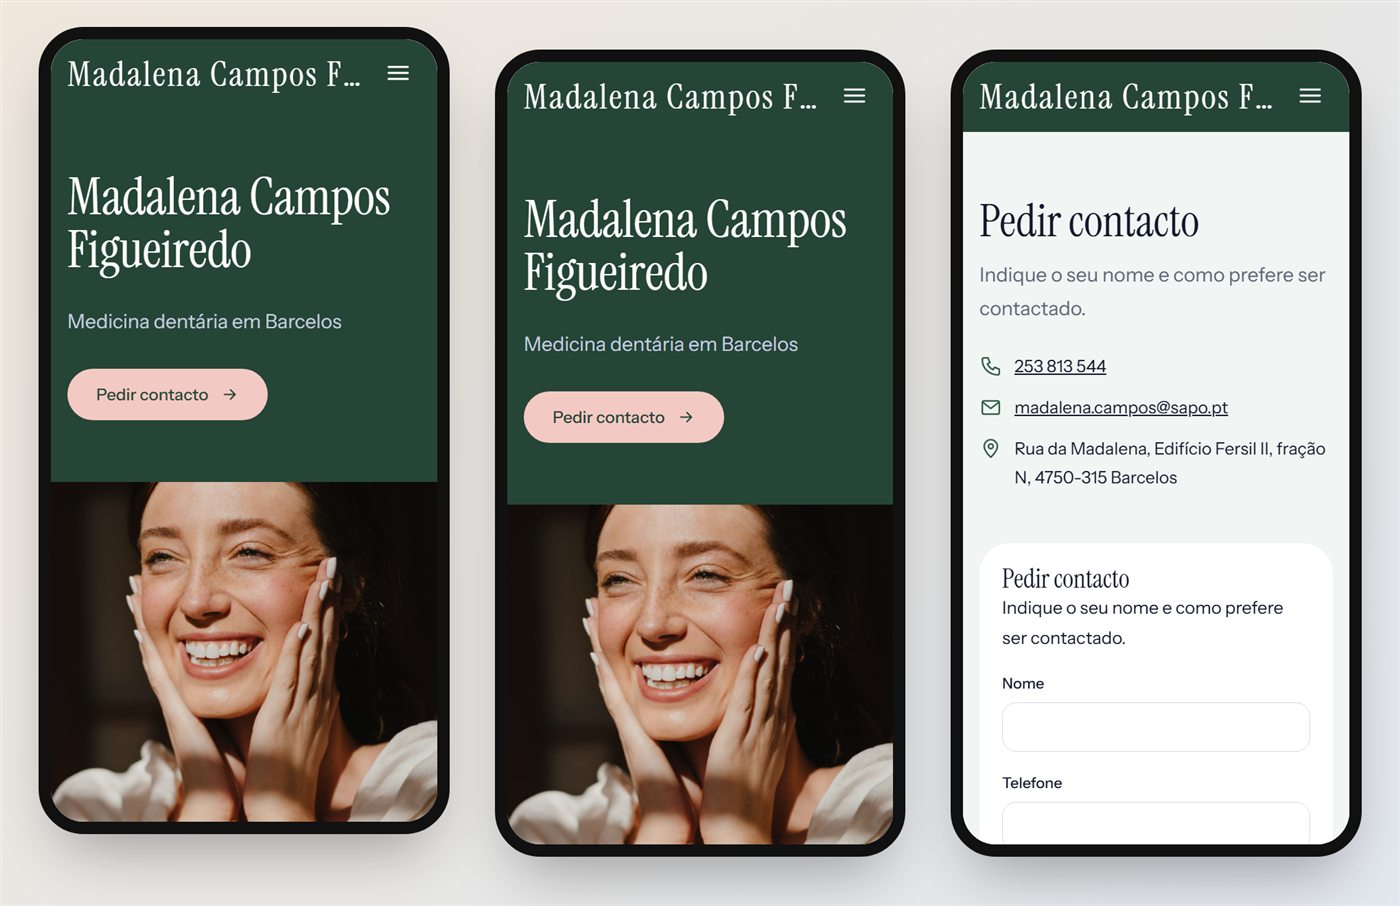 Madalena Campos F...
Madalena Campos
Figueiredo
Medicina dentária em Barcelos
Pedir contacto
Madalena Campos F...
Madalena Campos
Figueiredo
Medicina dentária em Barcelos
Pedir contacto
Madalena Campos F...
Pedir contacto
Indique o seu nome e como prefere ser
contactado.
253 813 544
madalena.campos@sapo.pt
Rua da Madalena, Edifício Fersil II, fração
N, 4750-315 Barcelos
Pedir contacto
Indique o seu nome e como prefere
ser contactado.
Nome
Telefone